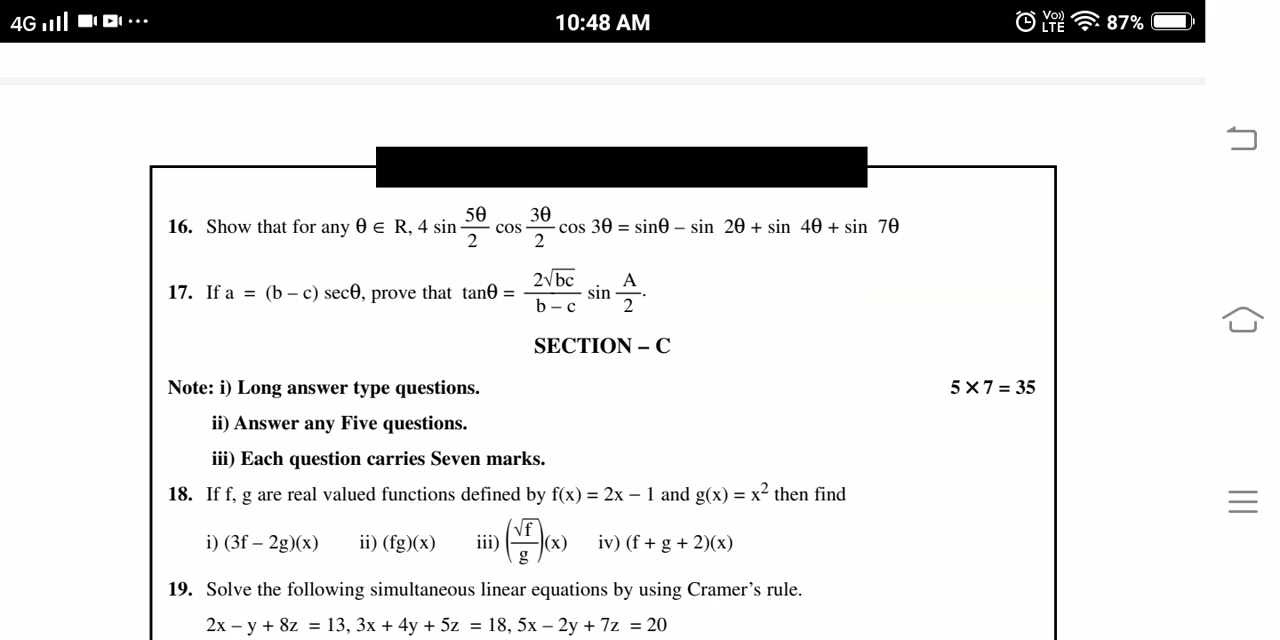 4G 10:48 AM Vo)) LTE 87%
16. Show that for any θ ∈ R, 4 sin 5θ/2 cos 3θ/2 cos 3θ = sinθ – sin 2θ + sin 4θ + sin 7θ
17. If a = (b – c) secθ, prove that tanθ = 2√bc/b – c sin A/2.
SECTION – C
Note: i) Long answer type questions. 5 × 7 = 35
ii) Answer any Five questions.
iii) Each question carries Seven marks.
18. If f, g are real valued functions defined by f(x) = 2x – 1 and g(x) = x² then find
i) (3f – 2g)(x) ii) (fg)(x) iii) (√f/g)(x) iv) (f + g + 2)(x)
19. Solve the following simultaneous linear equations by using Cramer’s rule.
2x – y + 8z = 13, 3x + 4y + 5z = 18, 5x – 2y + 7z = 20